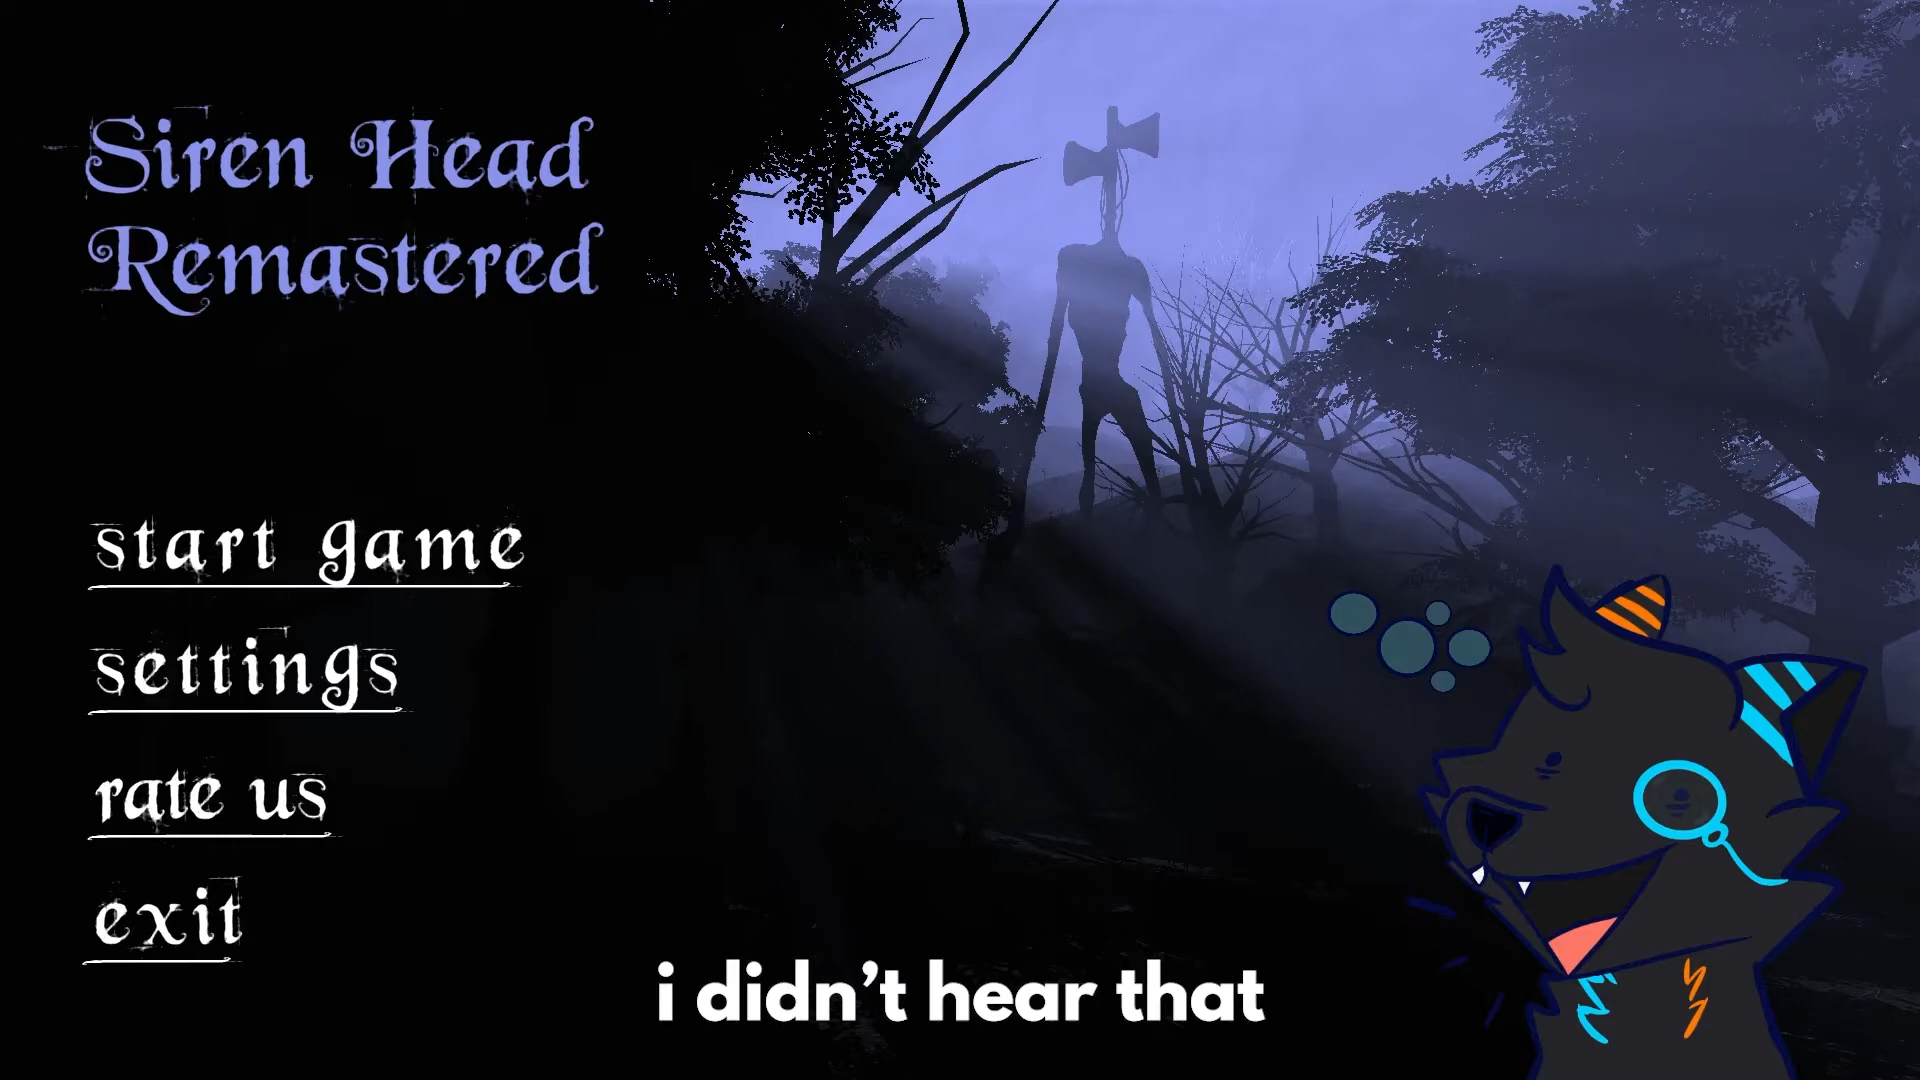 Siren Head
Remastered
start game
settings
rate us
exit
i didn’t hear that